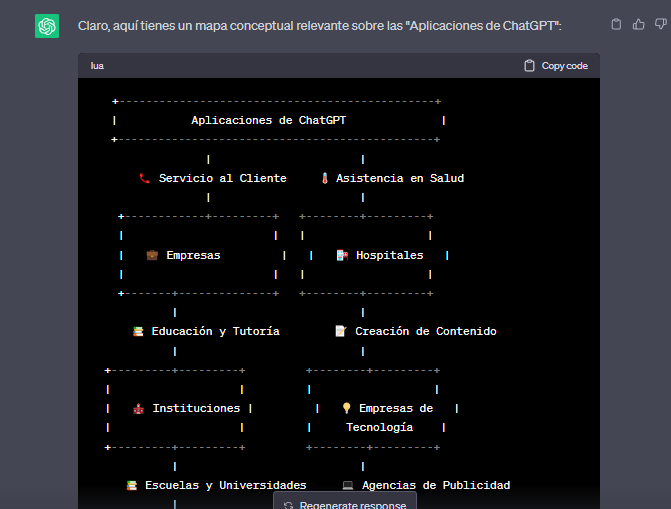 Claro, aquí tienes un mapa conceptual relevante sobre las "Aplicaciones de ChatGPT":
lua Copy code
+-----------------------------------------------+
| Aplicaciones de ChatGPT |
+-----------------------------------------------+
| |
📞 Servicio al Cliente 🌡️ Asistencia en Salud
| |
+------------+---------+ +--------+---------+
| | | |
| 💼 Empresas | | 🏥 Hospitales |
| | | |
+-------+--------------+ +--------+---------+
| |
📚 Educación y Tutoría 📝 Creación de Contenido
| |
+---------+---------+ +--------+---------+
| | | |
| 🏫 Instituciones | | 💡 Empresas de |
| | Tecnología |
+---------+---------+ +--------+---------+
| |
📚 Escuelas y Universidades 💻 Agencias de Publicidad
|
Regenerate response